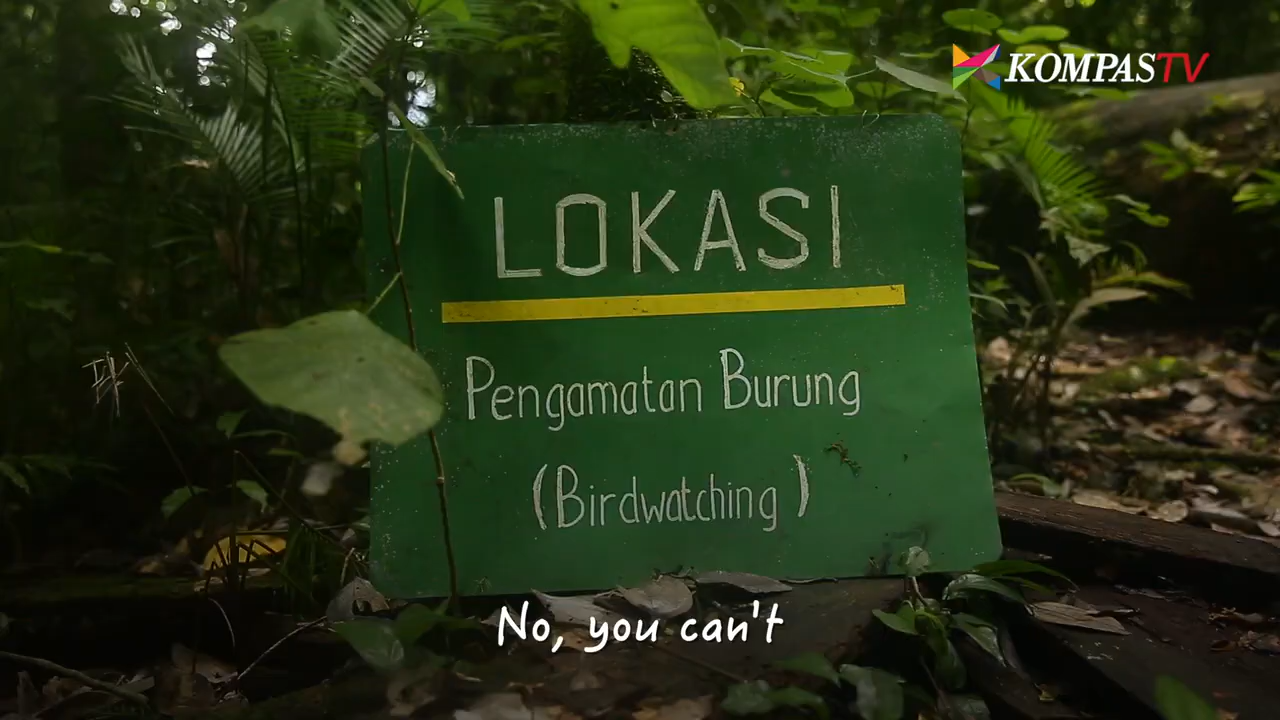 KOMPASTV
LOKASI
Pengamatan Burung
(Birdwatching)
No, you can't